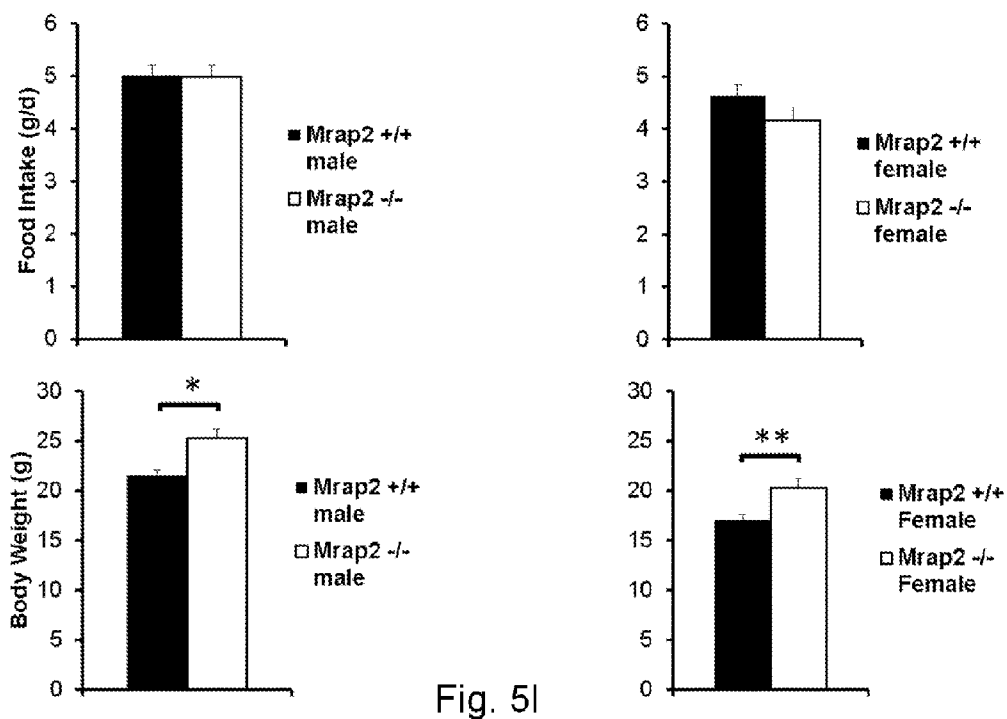 6
5
4
3
2
1
0
Food Intake (g/d)
Mrap2 +/+
male
Mrap2 -/-
male
6
5
4
3
2
1
0
Mrap2 +/+
female
Mrap2 -/-
female
30
25
20
15
10
5
0
Body Weight (g)
*
Mrap2 +/+
male
Mrap2 -/-
male
30
25
20
15
10
5
0
**
Mrap2 +/+
Female
Mrap2 -/-
Female
Fig. 5I